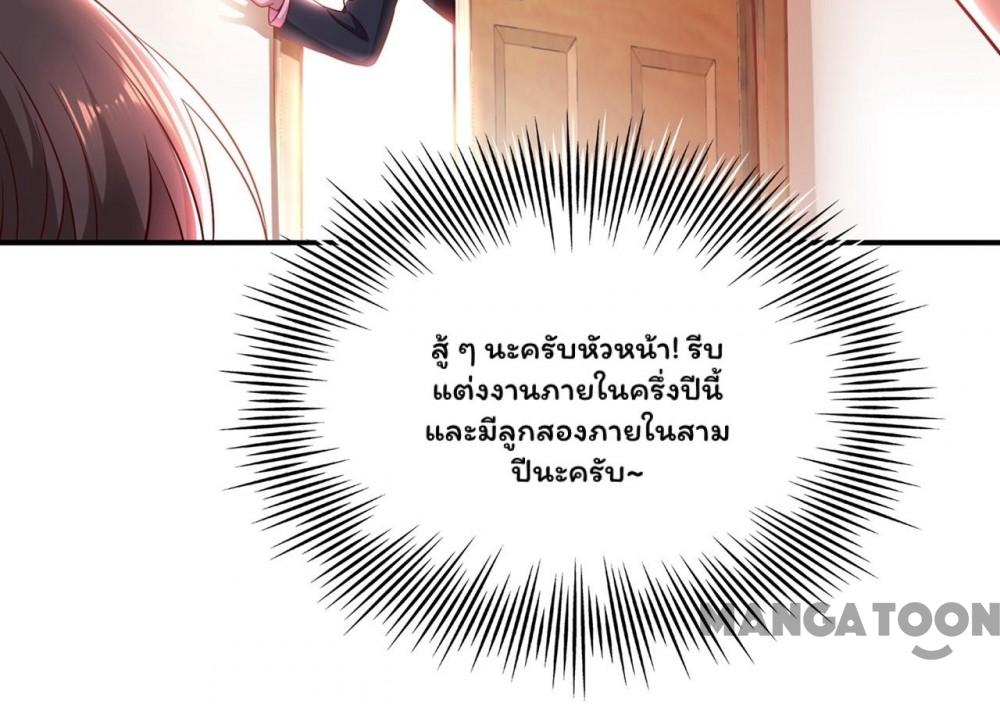 สู้ ๆ นะครับหัวหน้า! รีบ
แต่งงานภายในครึ่งปีนี้
และมีลูกสองภายในสาม
ปีนะครับ~
MANGATOON